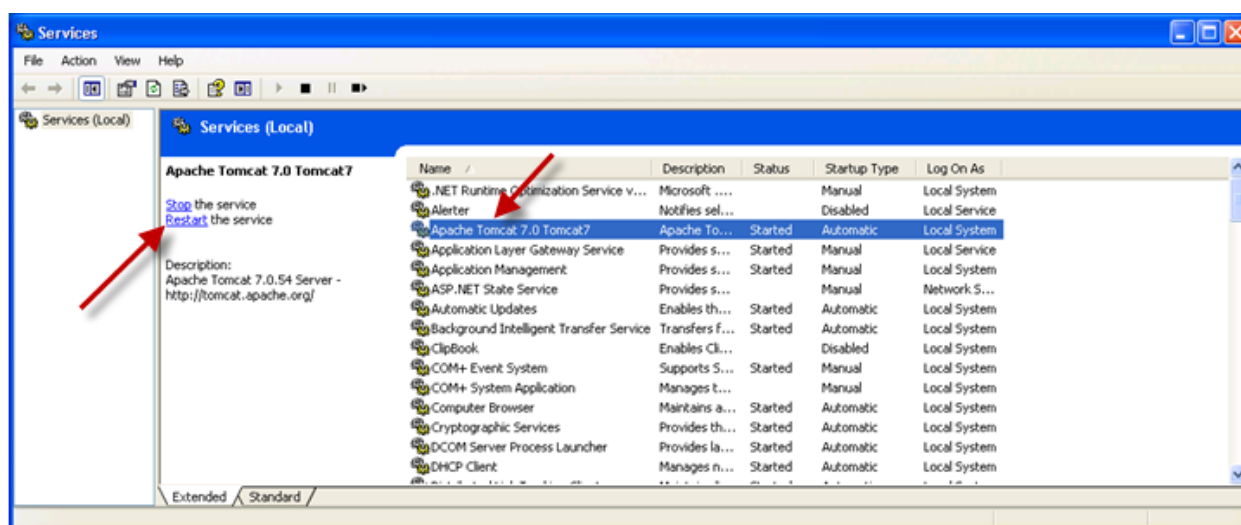 Services
File Action View Help
Services (Local)
Services (Local)
Apache Tomcat 7.0 Tomcat7
Stop the service
Restart the service
Description:
Apache Tomcat 7.0.54 Server -
http://tomcat.apache.org/
Name Description Status Startup Type Log On As
.NET Runtime Optimization Service v... Microsoft .... Manual Local System
Alerter Notifies sel... Disabled Local Service
Apache Tomcat 7.0 Tomcat7 Apache To... Started Automatic Local System
Application Layer Gateway Service Provides s... Started Manual Local Service
Application Management Provides s... Started Manual Local System
ASP.NET State Service Provides s... Manual Network S...
Automatic Updates Enables th... Started Automatic Local System
Background Intelligent Transfer Service Transfers f... Started Automatic Local System
ClipBook Enables Cli... Disabled Local System
COM+ Event System Supports S... Started Manual Local System
COM+ System Application Manages t... Manual Local System
Computer Browser Maintains a... Started Automatic Local System
Cryptographic Services Provides th... Started Automatic Local System
DCOM Server Process Launcher Provides la... Started Automatic Local System
DHCP Client Manages n... Started Automatic Local System
Extended Standard